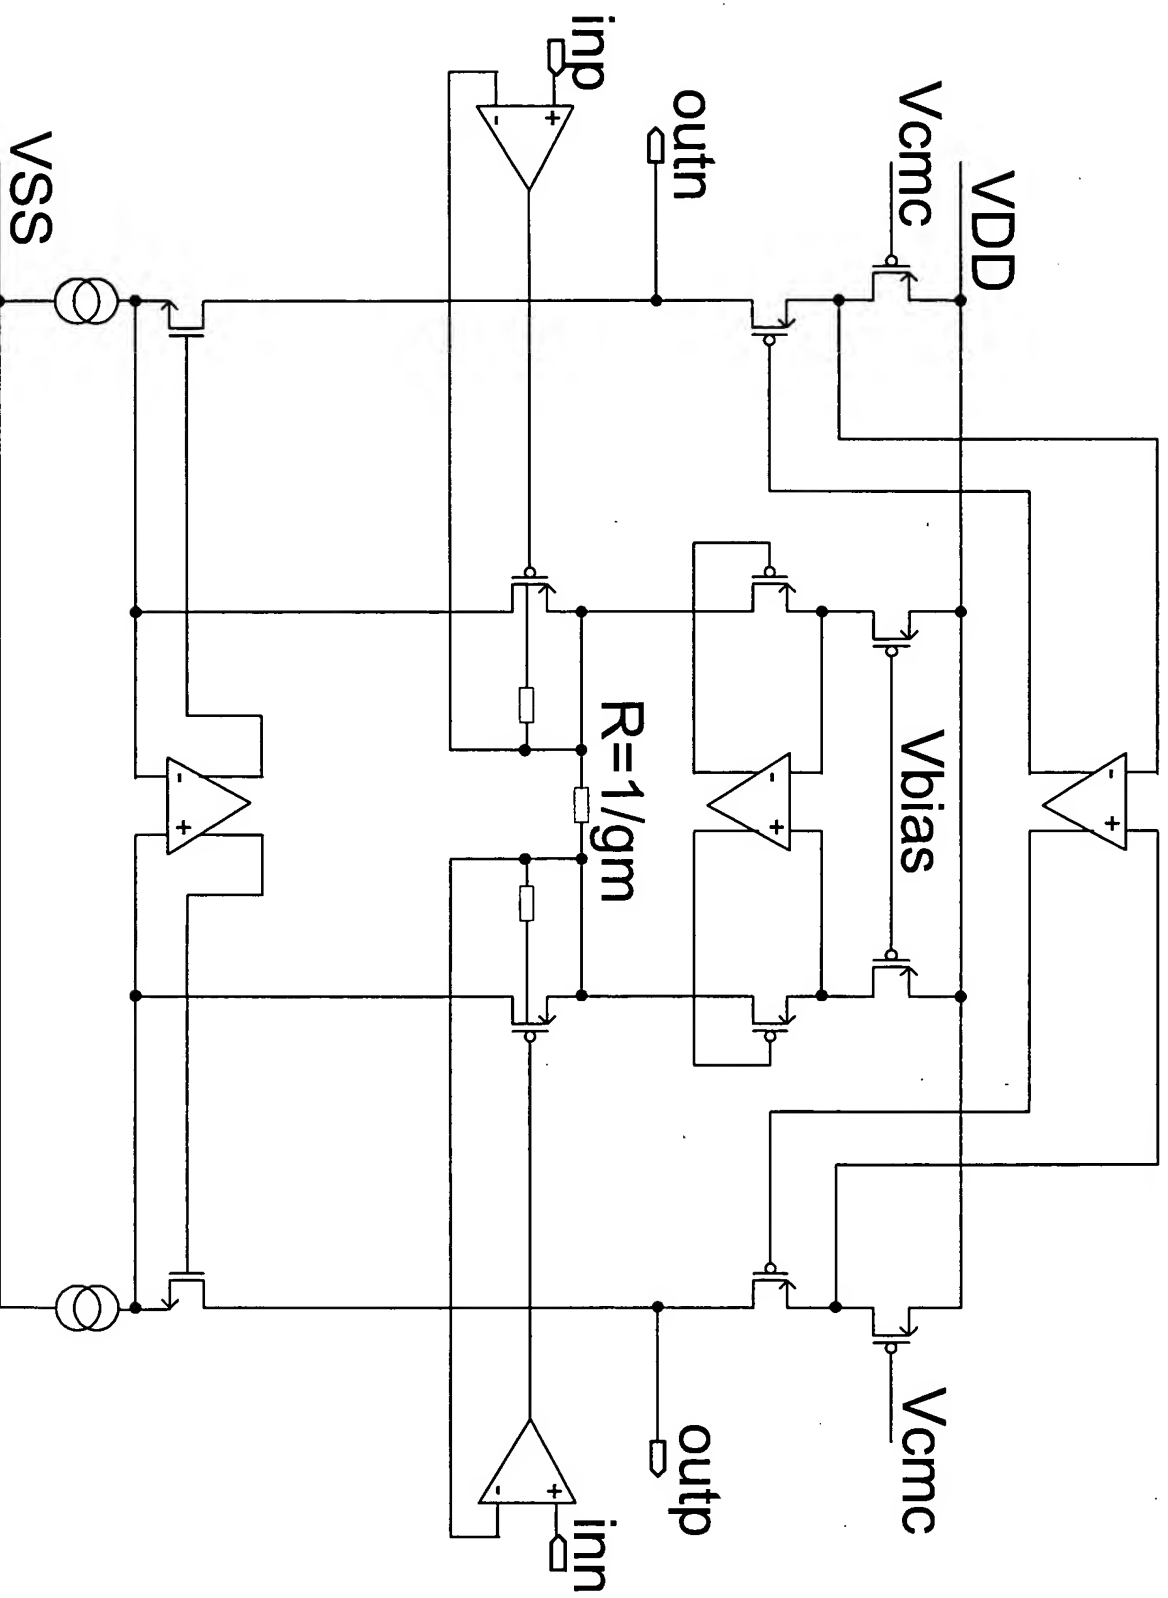 - +
VDD
Vcmc Vbias Vcmc
- +
outn outp
R=1/gm
inp inn
+ +
- -
- +
VSS